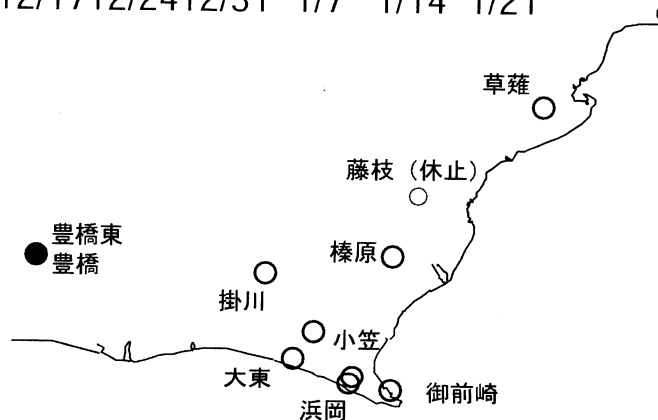 12/17 12/24 12/31 1/7 1/14 1/21
草薙
藤枝（休止）
豊橋東
豊橋
榛原
掛川
小笠
大東
御前崎
浜岡